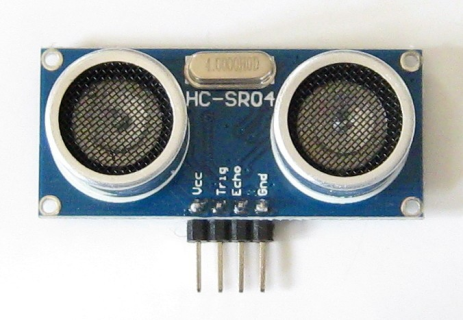 HC-SR04
Vcc
Trig
Echo
Gnd